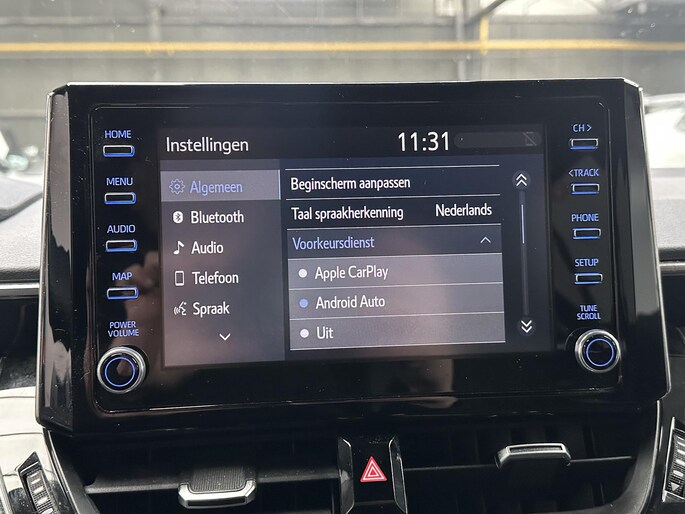 HOME
MENU
AUDIO
MAP
POWER
VOLUME
Instellingen
11:31
Algemeen
Bluetooth
Audio
Telefoon
Spraak
Beginscherm aanpassen
Taal spraakherkenning Nederlands
Voorkeursdienst
Apple CarPlay
Android Auto
Uit
CH >
< TRACK
PHONE
SETUP
TUNE
SCROLL